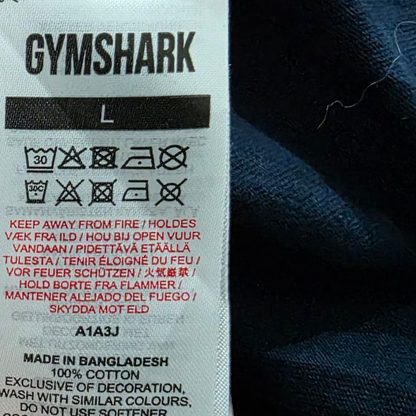 GYMSHARK
L
30
30C
KEEP AWAY FROM FIRE / HOLDES
VÆK FRA ILD / HOU BIJ OPEN VUUR
VANDAAN / PIDETTÄVÄ ETÄÄLLÄ
TULESTA / TENIR ÉLOIGNÉ DU FEU /
VOR FEUER SCHÜTZEN / 火気厳禁 /
HOLD BORTE FRA FLAMMER /
MANTENER ALEJADO DEL FUEGO /
SKYDDA MOT ELD
A1A3J
MADE IN BANGLADESH
100% COTTON
EXCLUSIVE OF DECORATION,
WASH WITH SIMILAR COLOURS,
DO NOT USE SOFTENER